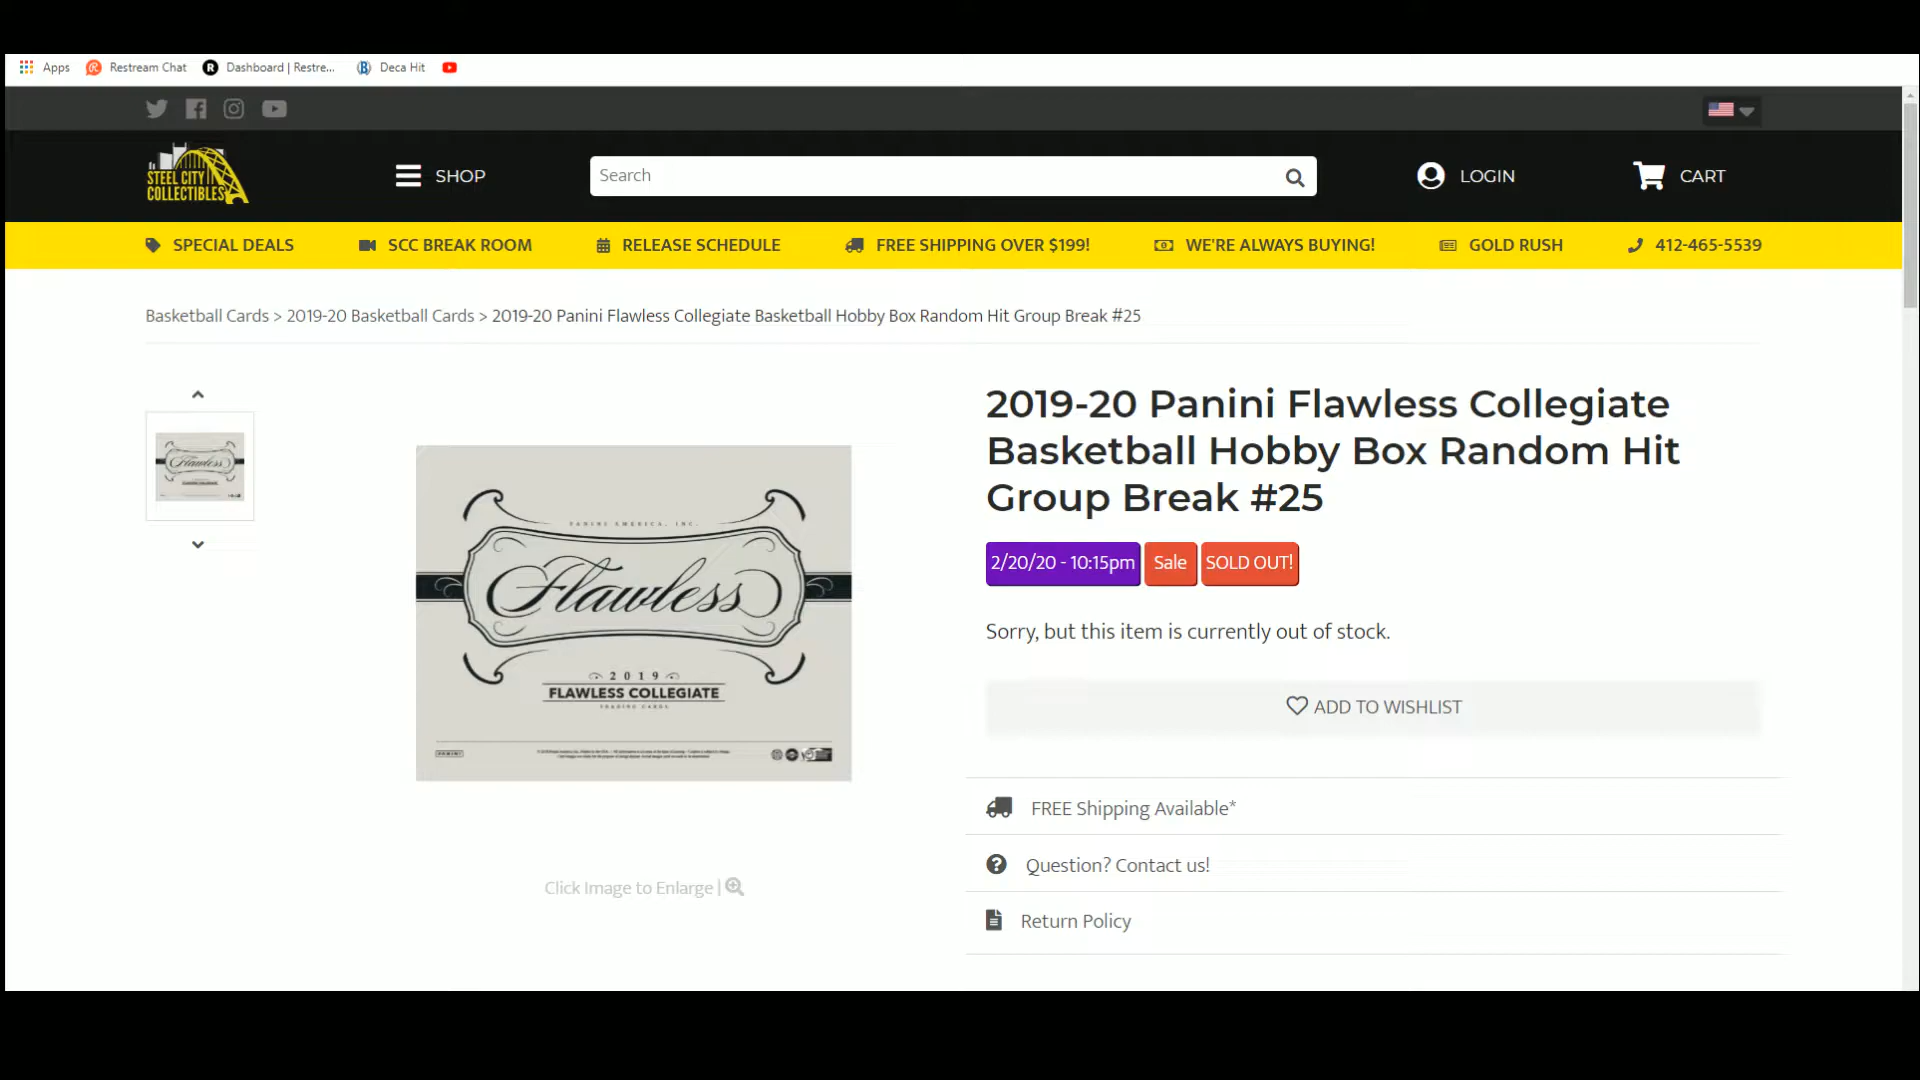 Apps Restream Chat Dashboard | Restre... Deca Hit
STEEL CITY
COLLECTIBLES
SHOP
Search
LOGIN
CART
SPECIAL DEALS SCC BREAK ROOM RELEASE SCHEDULE FREE SHIPPING OVER $199! WE'RE ALWAYS BUYING! GOLD RUSH 412-465-5539
Basketball Cards > 2019-20 Basketball Cards > 2019-20 Panini Flawless Collegiate Basketball Hobby Box Random Hit Group Break #25
PANINI AMERICA, INC.
Flawless
2019
FLAWLESS COLLEGIATE
TRADING CARDS
PANINI
Click Image to Enlarge |
2019-20 Panini Flawless Collegiate
Basketball Hobby Box Random Hit
Group Break #25
2/20/20 - 10:15pm Sale SOLD OUT!
Sorry, but this item is currently out of stock.
ADD TO WISHLIST
FREE Shipping Available*
Question? Contact us!
Return Policy